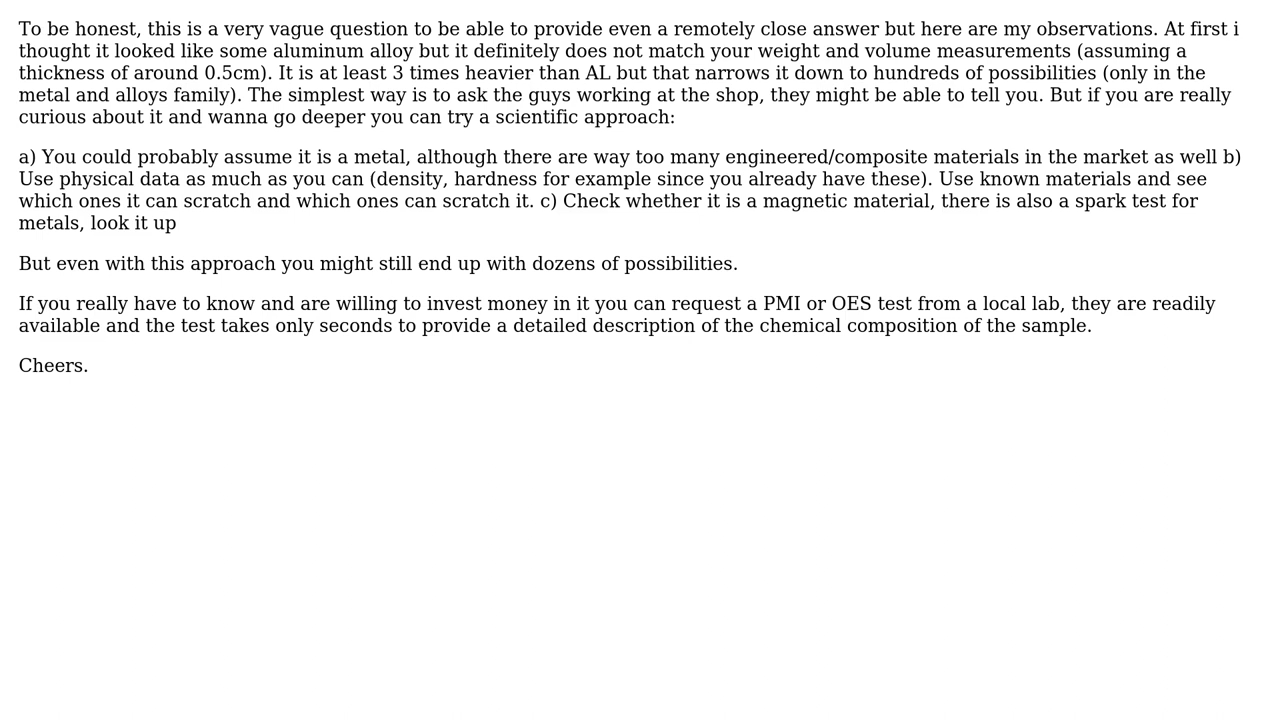 To be honest, this is a very vague question to be able to provide even a remotely close answer but here are my observations. At first i
thought it looked like some aluminum alloy but it definitely does not match your weight and volume measurements (assuming a
thickness of around 0.5cm). It is at least 3 times heavier than AL but that narrows it down to hundreds of possibilities (only in the
metal and alloys family). The simplest way is to ask the guys working at the shop, they might be able to tell you. But if you are really
curious about it and wanna go deeper you can try a scientific approach:
a) You could probably assume it is a metal, although there are way too many engineered/composite materials in the market as well b)
Use physical data as much as you can (density, hardness for example since you already have these). Use known materials and see
which ones it can scratch and which ones can scratch it. c) Check whether it is a magnetic material, there is also a spark test for
metals, look it up
But even with this approach you might still end up with dozens of possibilities.
If you really have to know and are willing to invest money in it you can request a PMI or OES test from a local lab, they are readily
available and the test takes only seconds to provide a detailed description of the chemical composition of the sample.
Cheers.